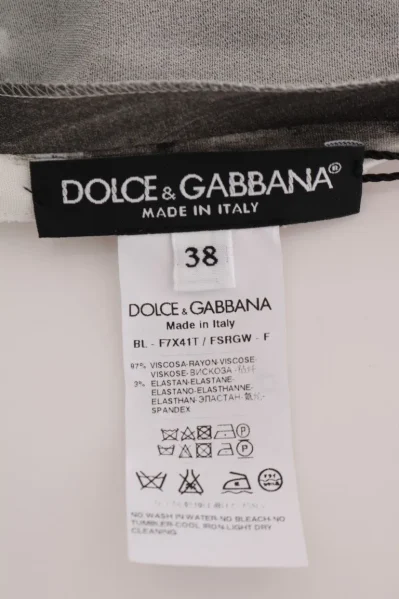 DOLCE & GABBANA®
MADE IN ITALY
38
DOLCE & GABBANA
Made in Italy
BL - F7X41T / FSRGW - F
97% VISCOSA-RAYON-VISCOSE-
VISKOSE-ВИСКОЗА
3% ELASTAN-ELASTANE-
ELASTANO-ELASTHANNE-
ELASTHAN-ЭЛАСТАН
SPANDEX
NO WASH IN WATER-NO BLEACH-NO
TUMBLER-COOL IRON-LIGHT DRY
CLEANING